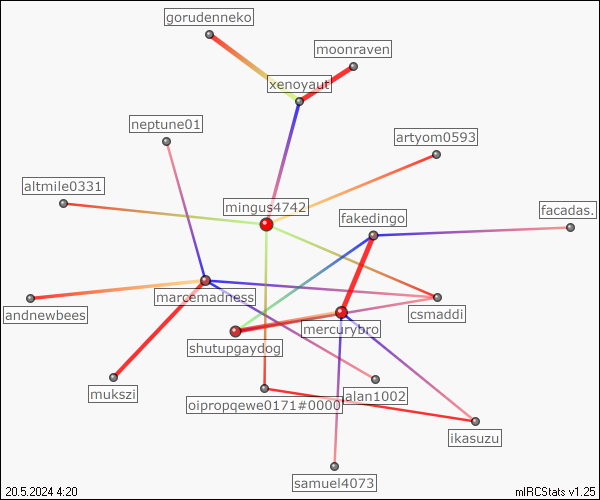 gorudenneko
moonraven
xenoyaut
neptune01
artyom0593
altmile0331
mingus4742
fakedingo
facadas.
marcemadness
andnewbees
csmaddi
mercurybro
shutupgaydog
mukszi
alan1002
oipropqewe0171#0000
ikasuzu
samuel4073
20.5.2024 4:20
mIRCStats v1.25